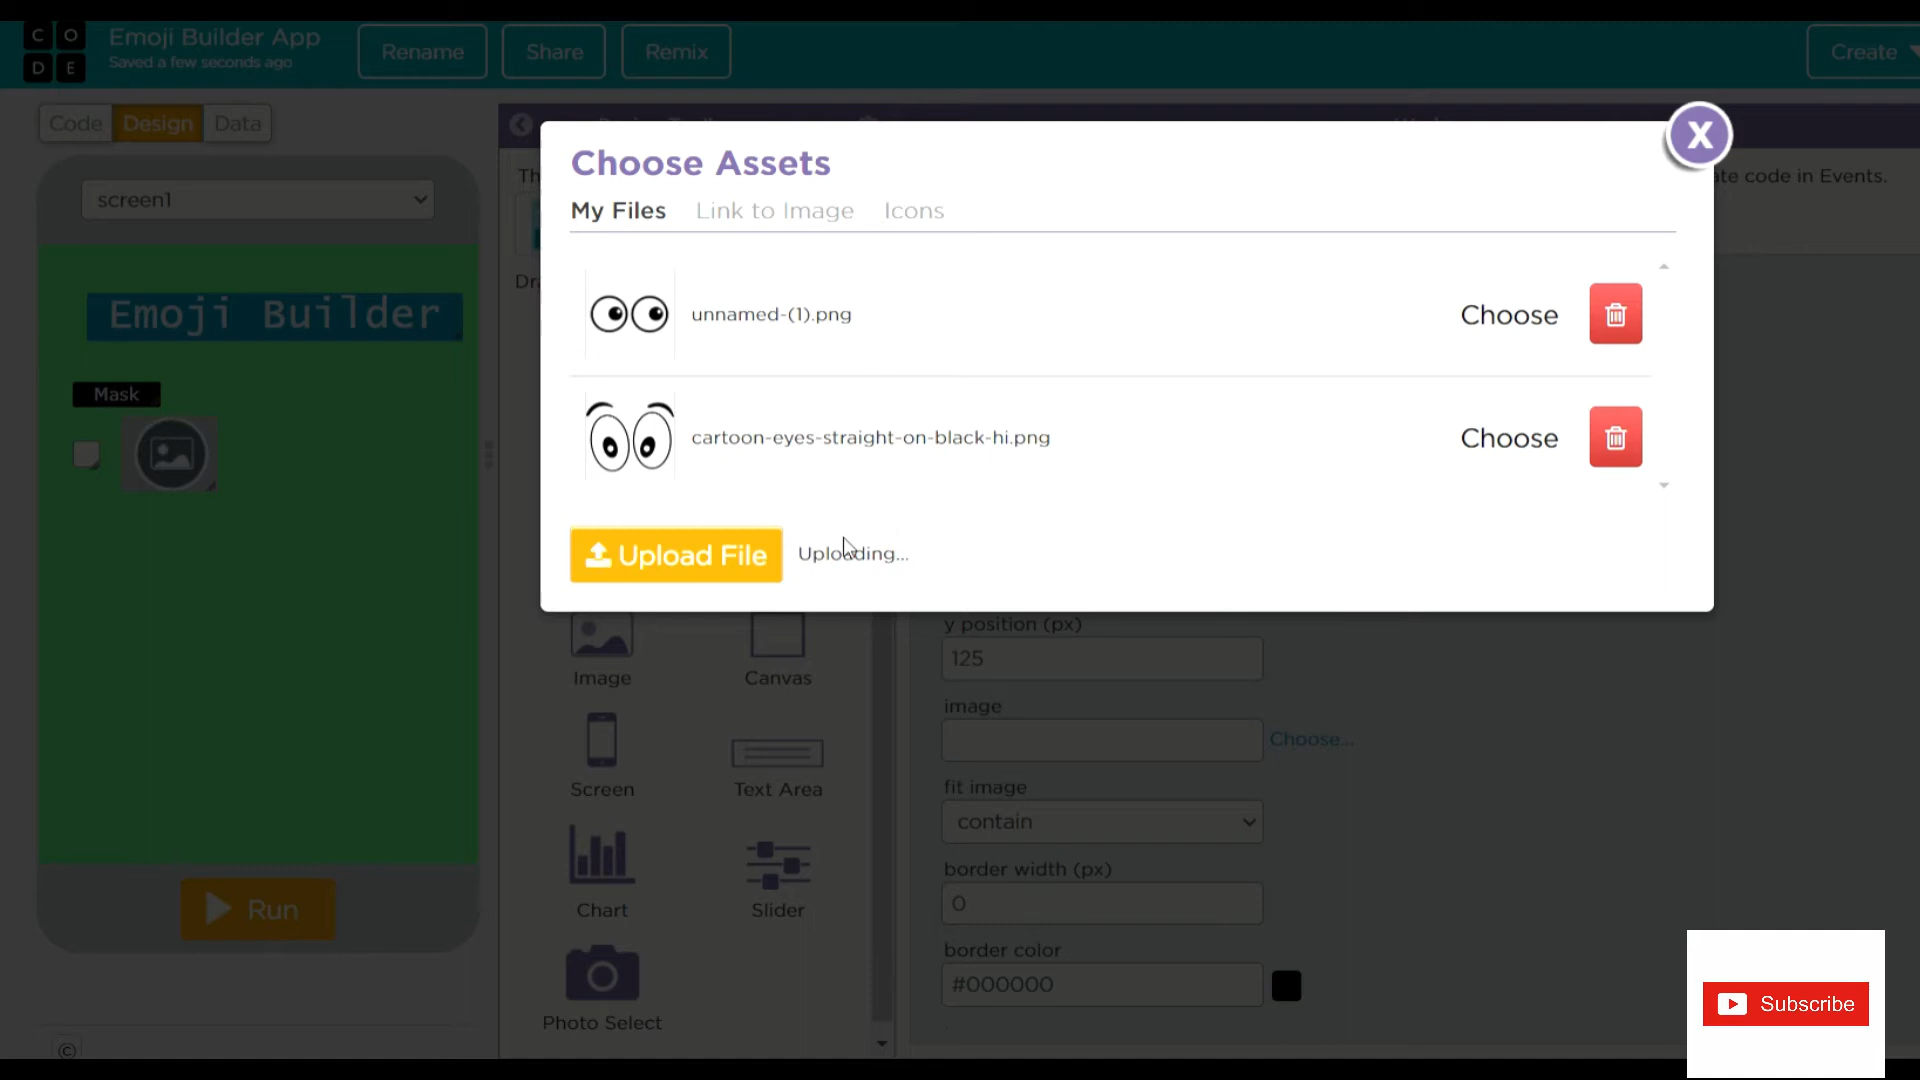 C O
D E
Emoji Builder App
Saved a few seconds ago
Rename
Share
Remix
Create
Code
Design
Data
screen1
Emoji Builder
Mask
Run
©
Th
te code in Events.
Choose Assets
X
My Files
Link to Image
Icons
unnamed-(1).png
Choose
cartoon-eyes-straight-on-black-hi.png
Choose
Upload File
Uploading...
Image
Canvas
Screen
Text Area
Chart
Slider
Photo Select
y position (px)
125
image
Choose...
fit image
contain
border width (px)
0
border color
#000000
Subscribe